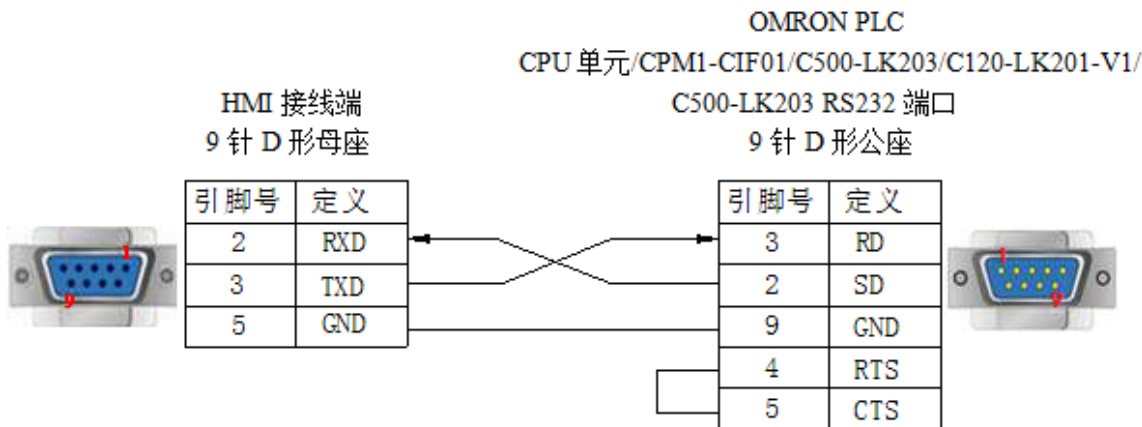 OMRON PLC
CPU 单元/CPM1-CIF01/C500-LK203/C120-LK201-V1/
C500-LK203 RS232 端口
9 针 D 形公座
HMI 接线端
9 针 D 形母座
引脚号 定义
2 RXD
3 TXD
5 GND
引脚号 定义
3 RD
2 SD
9 GND
4 RTS
5 CTS
1
9
1
9